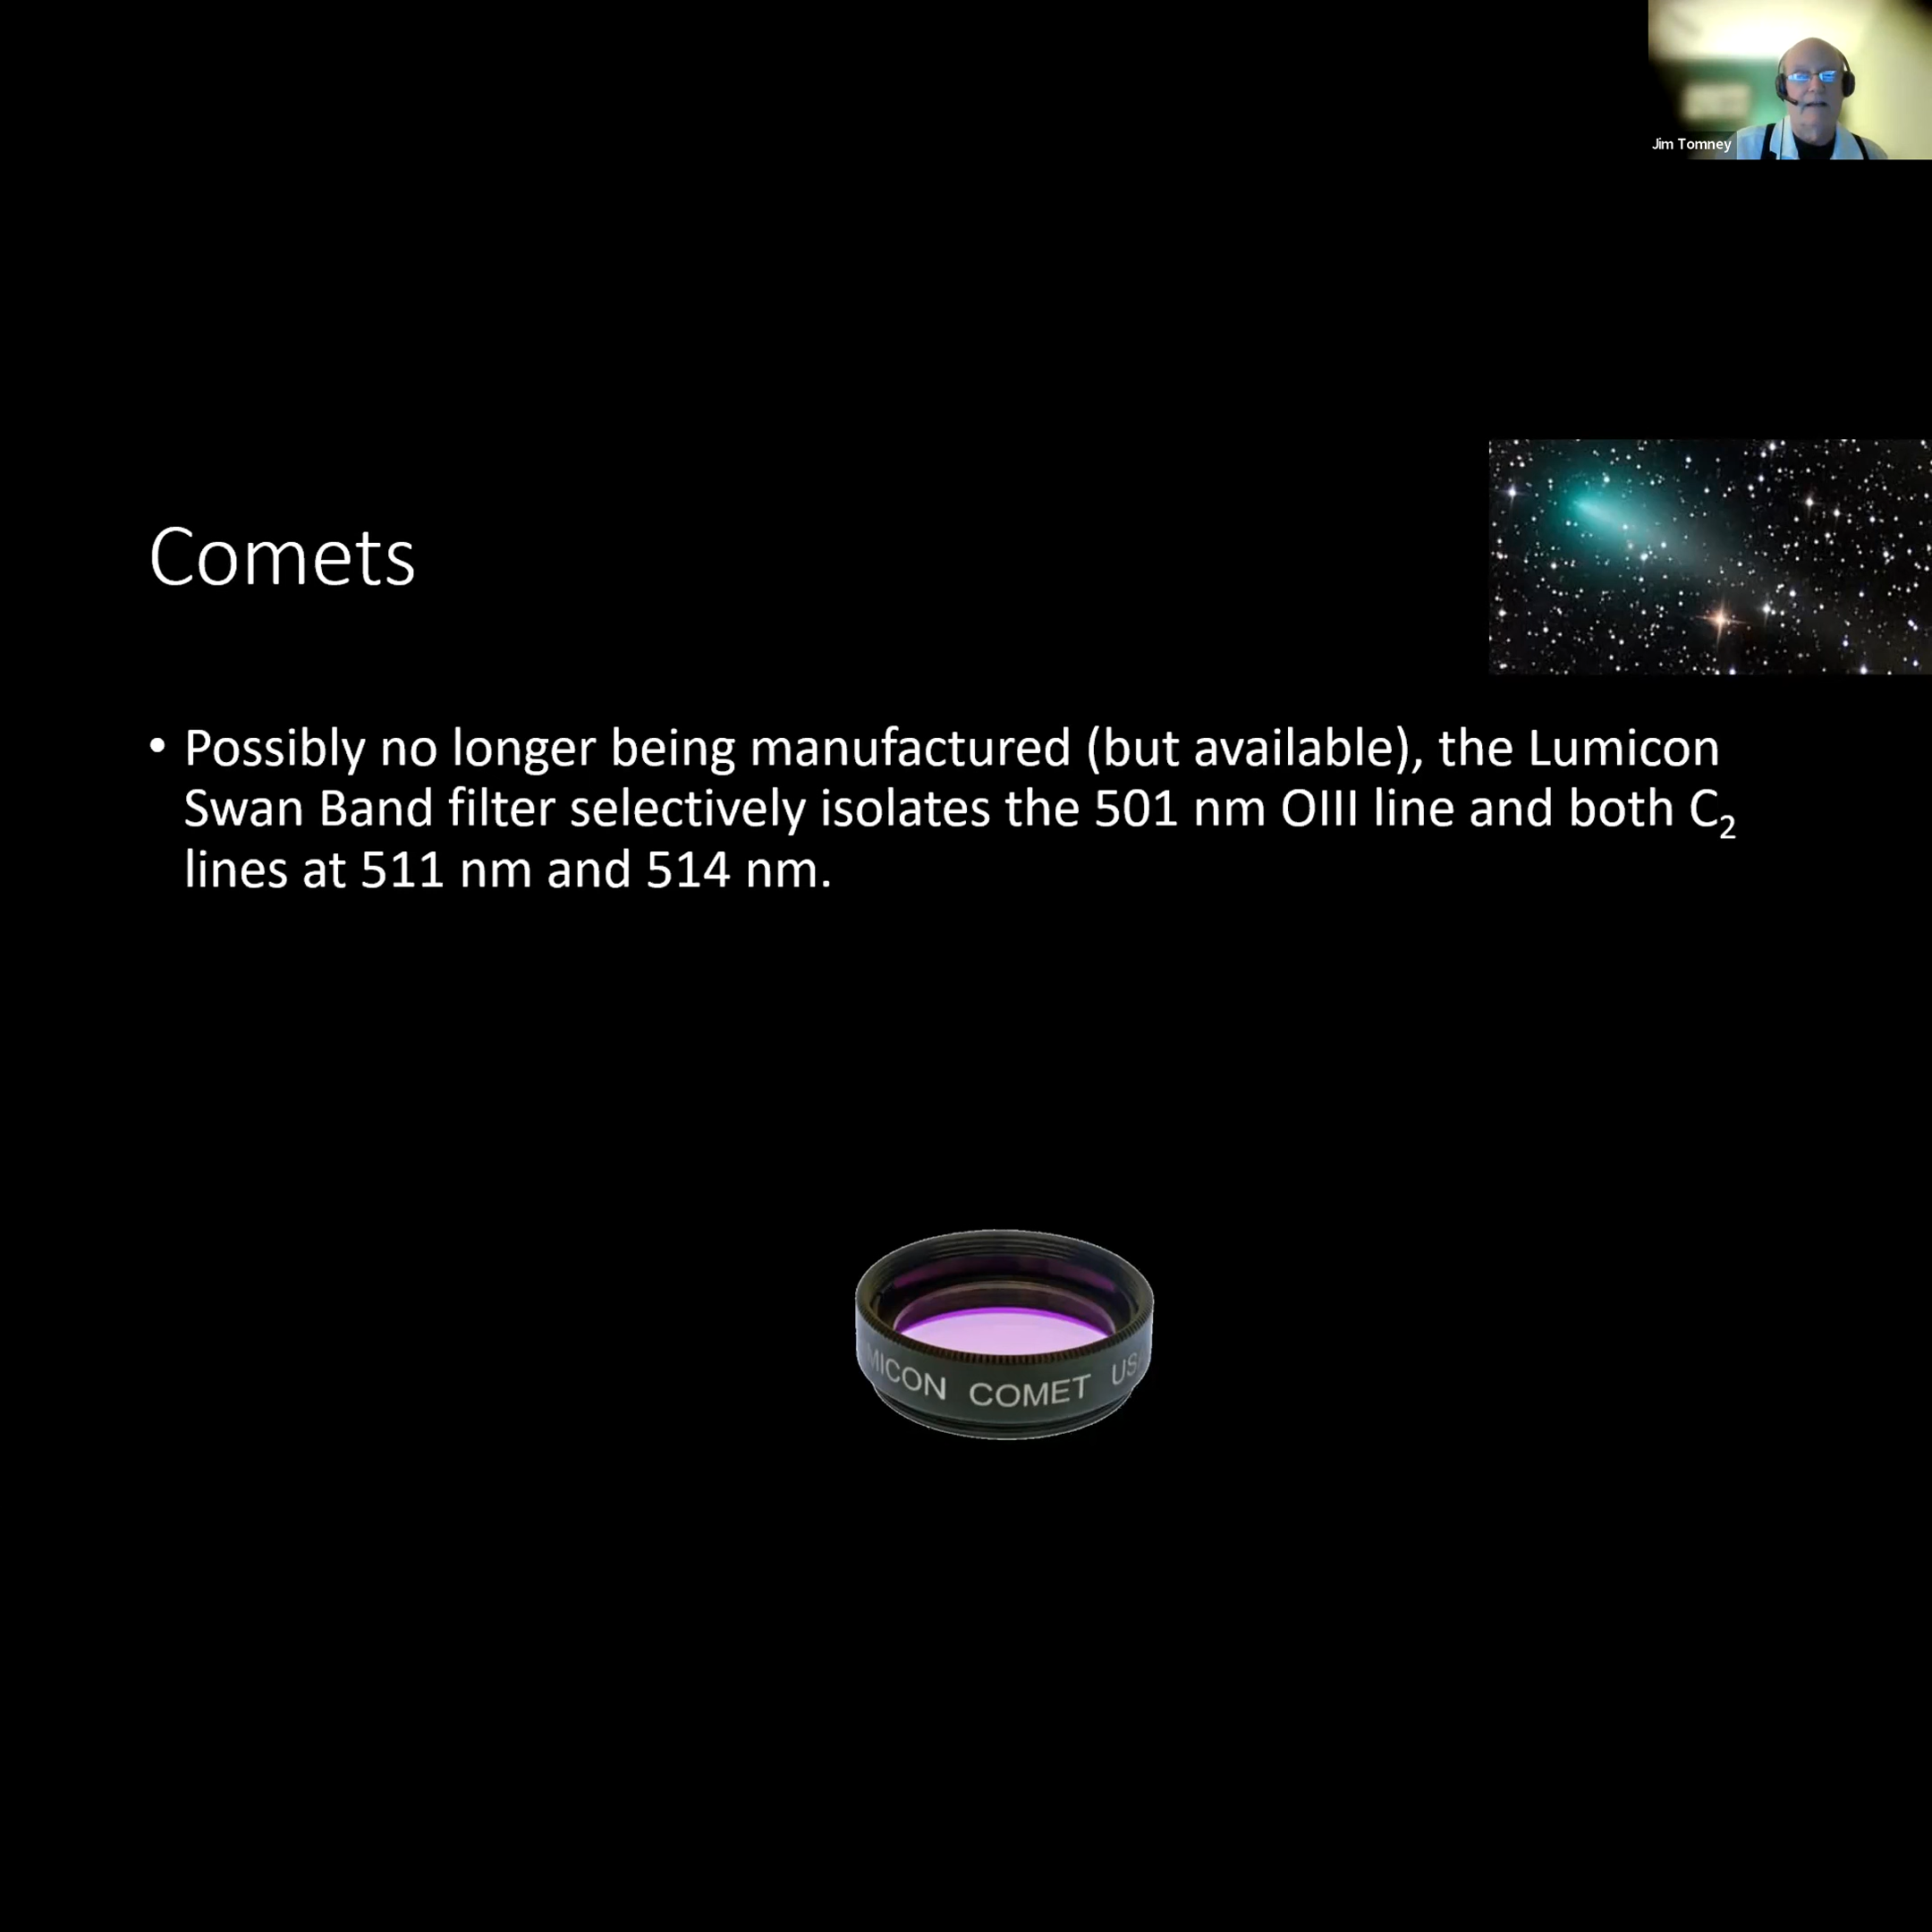 Jim Tomney
Comets
• Possibly no longer being manufactured (but available), the Lumicon
Swan Band filter selectively isolates the 501 nm OIII line and both C₂
lines at 511 nm and 514 nm.
MICON COMET US